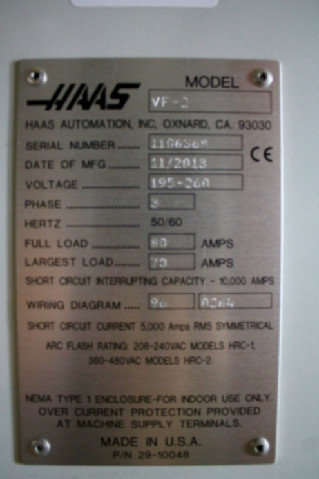 HAAS
MODEL
VF-2
HAAS AUTOMATION, INC, OXNARD, CA. 93030
SERIAL NUMBER
DATE OF MFG 11/2013
CE
VOLTAGE 195-260
PHASE 3
HERTZ 50/60
FULL LOAD AMPS
LARGEST LOAD AMPS
SHORT CIRCUIT INTERRUPTING CAPACITY - 10,000 AMPS
WIRING DIAGRAM 96 0264
SHORT CIRCUIT CURRENT 5,000 Amps RMS SYMMETRICAL
ARC FLASH RATING: 208-240VAC MODELS HRC-1,
360-480VAC MODELS HRC-2
NEMA TYPE 1 ENCLOSURE-FOR INDOOR USE ONLY.
OVER CURRENT PROTECTION PROVIDED
AT MACHINE SUPPLY TERMINALS.
MADE IN U.S.A.
P/N 29-10048